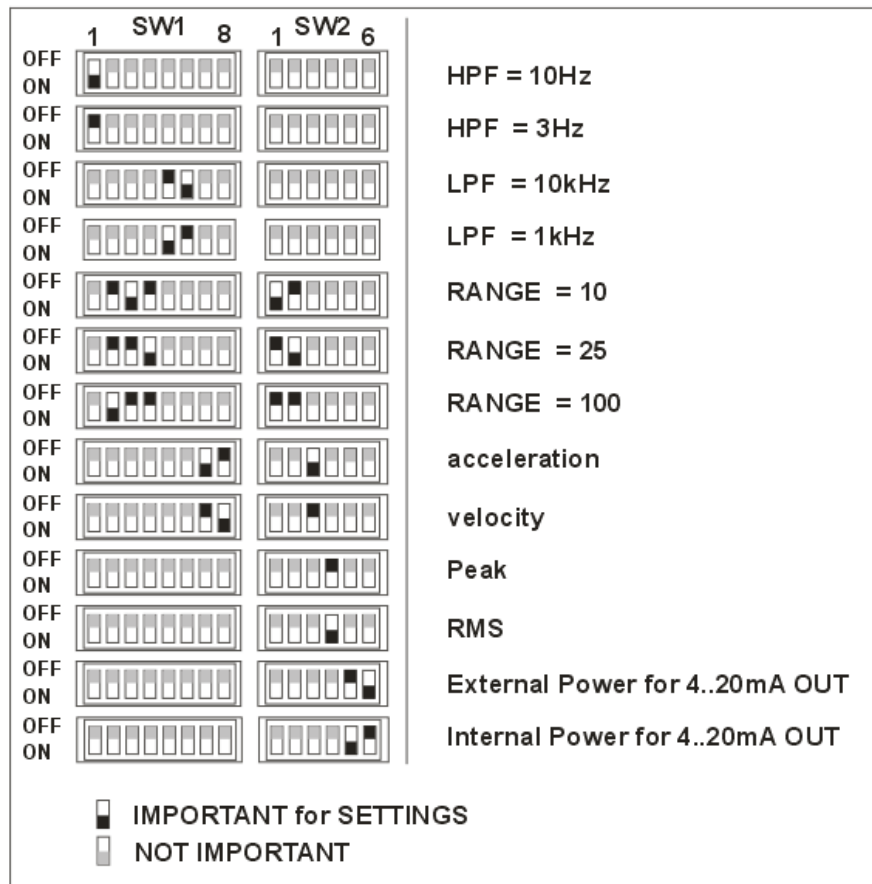 1 SW1 8 1 SW2 6
OFF
ON HPF = 10Hz
OFF
ON HPF = 3Hz
OFF
ON LPF = 10kHz
OFF
ON LPF = 1kHz
OFF
ON RANGE = 10
OFF
ON RANGE = 25
OFF
ON RANGE = 100
OFF
ON acceleration
OFF
ON velocity
OFF
ON Peak
OFF
ON RMS
OFF
ON External Power for 4..20mA OUT
OFF
ON Internal Power for 4..20mA OUT
IMPORTANT for SETTINGS
NOT IMPORTANT